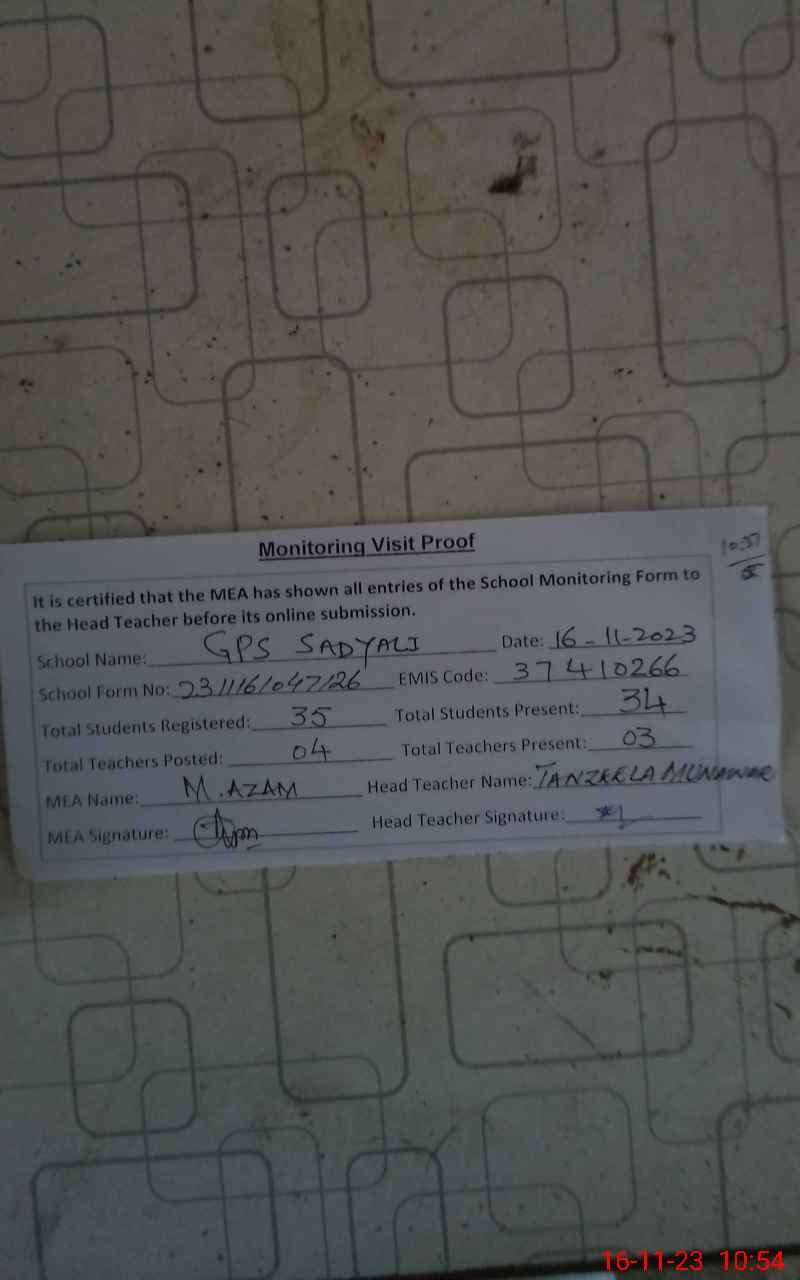 Monitoring Visit Proof
10:57
It is certified that the MEA has shown all entries of the School Monitoring Form to
the Head Teacher before its online submission.
School Name: GPS SADYALI Date: 16-11-2023
School Form No: 231116/047/26 EMIS Code: 37410266
Total Students Registered: 35 Total Students Present: 34
Total Teachers Posted: 04 Total Teachers Present: 03
MEA Name: M. AZAM Head Teacher Name: TANZEELA MUNAWAR
MEA Signature: Head Teacher Signature:
16-11-23 10:54